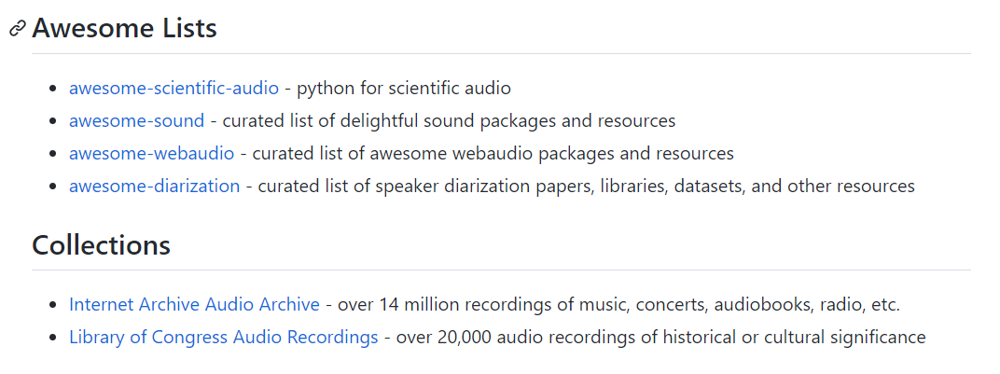 Awesome Lists
awesome-scientific-audio - python for scientific audio
awesome-sound - curated list of delightful sound packages and resources
awesome-webaudio - curated list of awesome webaudio packages and resources
awesome-diarization - curated list of speaker diarization papers, libraries, datasets, and other resources
Collections
Internet Archive Audio Archive - over 14 million recordings of music, concerts, audiobooks, radio, etc.
Library of Congress Audio Recordings - over 20,000 audio recordings of historical or cultural significance